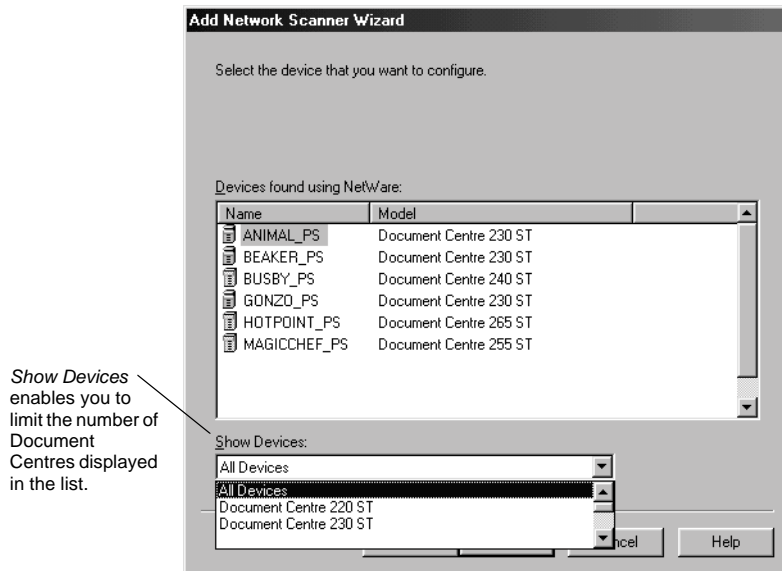 Add Network Scanner Wizard
Select the device that you want to configure.
Devices found using NetWare:
Name Model
ANIMAL_PS Document Centre 230 ST
BEAKER_PS Document Centre 230 ST
BUSBY_PS Document Centre 240 ST
GONZO_PS Document Centre 230 ST
HOTPOINT_PS Document Centre 265 ST
MAGICCHEF_PS Document Centre 255 ST
Show Devices
enables you to
limit the number of
Document
Centres displayed
in the list.
Show Devices:
All Devices
All Devices
Document Centre 220 ST
Document Centre 230 ST
ncel Help